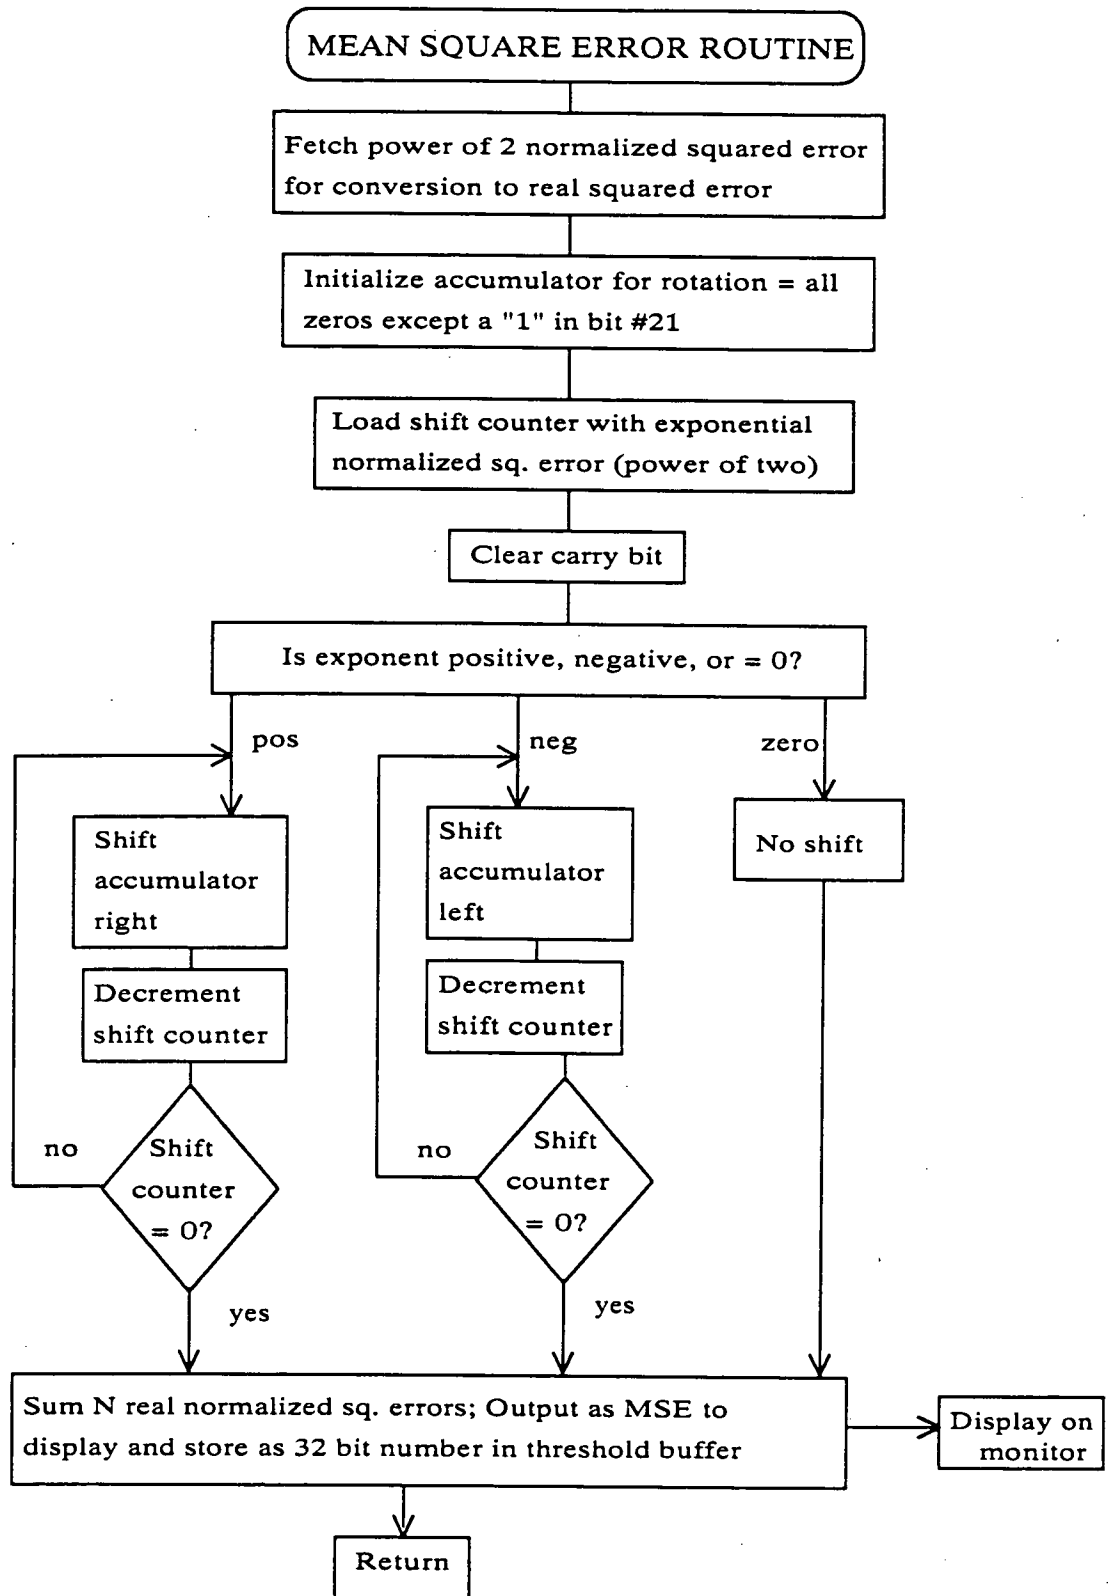 MEAN SQUARE ERROR ROUTINE
Fetch power of 2 normalized squared error
for conversion to real squared error
Initialize accumulator for rotation = all
zeros except a "1" in bit #21
Load shift counter with exponential
normalized sq. error (power of two)
Clear carry bit
Is exponent positive, negative, or = 0?
pos
neg
zero
Shift
accumulator
right
Shift
accumulator
left
No shift
Decrement
shift counter
Decrement
shift counter
no
Shift
counter
= 0?
no
Shift
counter
= 0?
yes
yes
Sum N real normalized sq. errors; Output as MSE to
display and store as 32 bit number in threshold buffer
Display on
monitor
Return